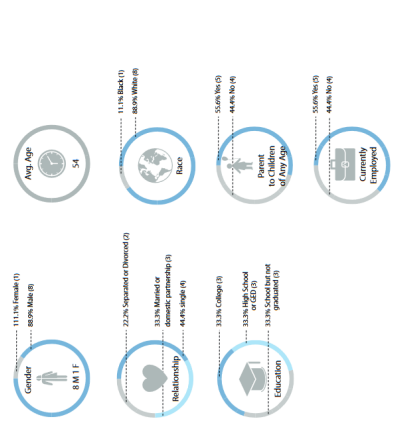 Gender
8 M 1 F
111.1% Female (1)
88.9% Male (8)
Avg. Age
54
Relationship
22.2% Separated or Divorced (2)
33.3% Married or
domestic partnership (3)
44.4% single (4)
Race
11.1% Black (1)
88.9% White (8)
Education
33.3% College (3)
33.3% High School
or GED (3)
33.3% School but not
graduated (3)
Parent
to Children
of Any Age
55.6% Yes (5)
44.4% No (4)
Currently
Employed
55.6% Yes (5)
44.4% No (4)